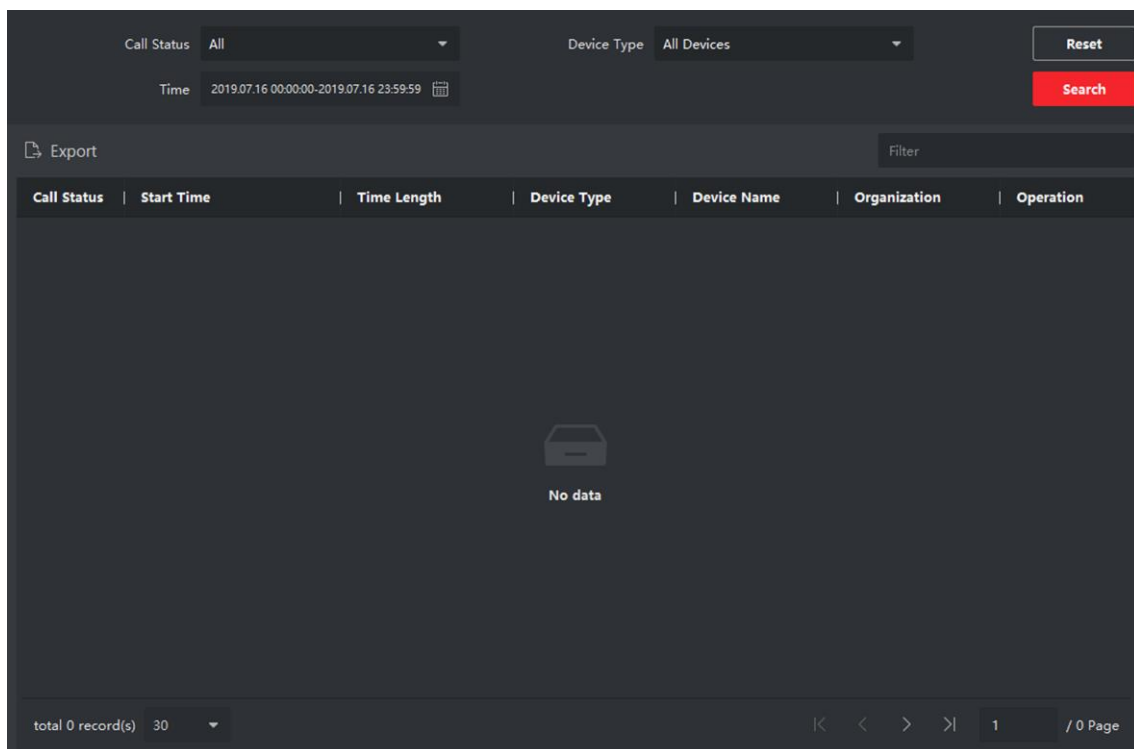 Call Status All Device Type All Devices Reset
Time 2019.07.16 00:00:00-2019.07.16 23:59:59 Search
Export Filter
Call Status | Start Time | Time Length | Device Type | Device Name | Organization | Operation
No data
total 0 record(s) 30 1 / 0 Page